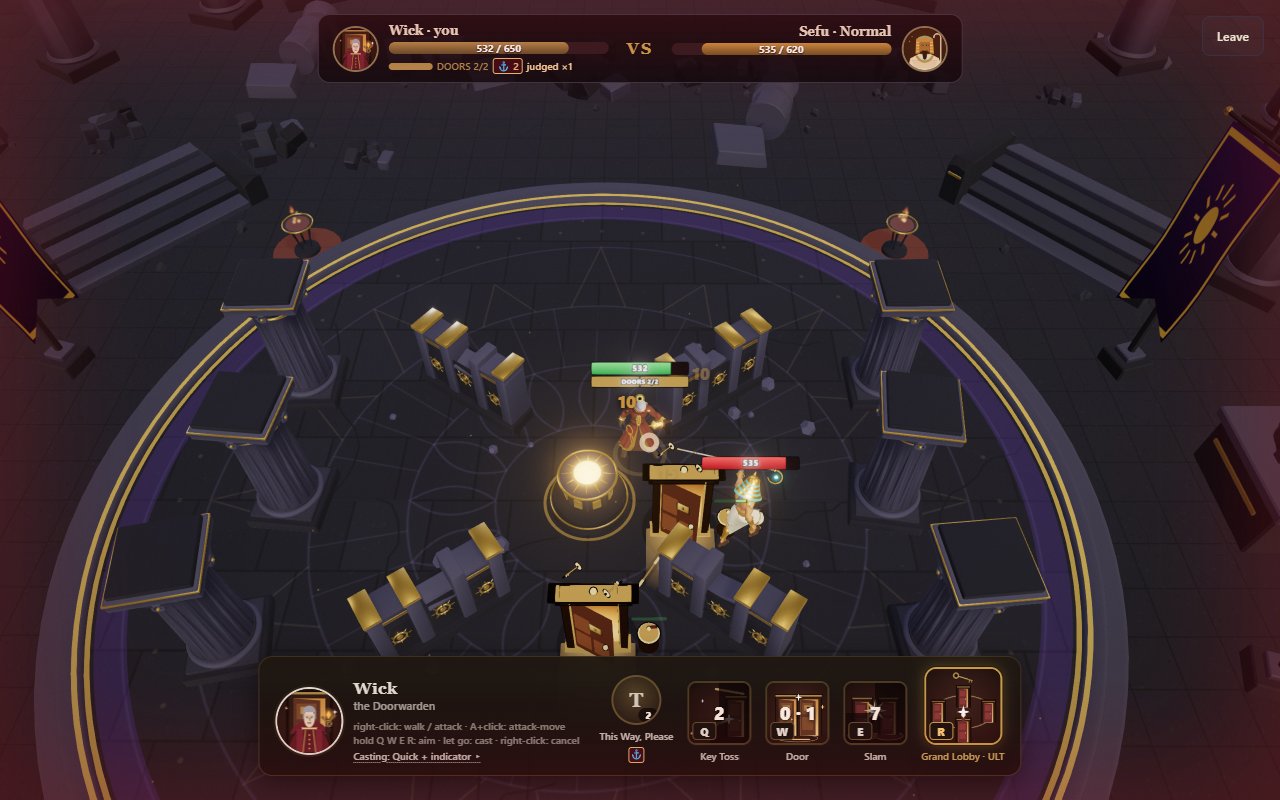 Wick · you
532 / 650
DOORS 2/2 2 judged ×1
VS
Sefu · Normal
535 / 620
Leave
532
DOORS 2/2
10
535
Wick
the Doorwarden
right-click: walk / attack · A+click: attack-move
hold Q W E R: aim · let go: cast · right-click: cancel
Casting: Quick + indicator ▸
T
2
This Way, Please
2
Q
Key Toss
0 · 1
W
Door
7
E
Slam
R
Grand Lobby · ULT